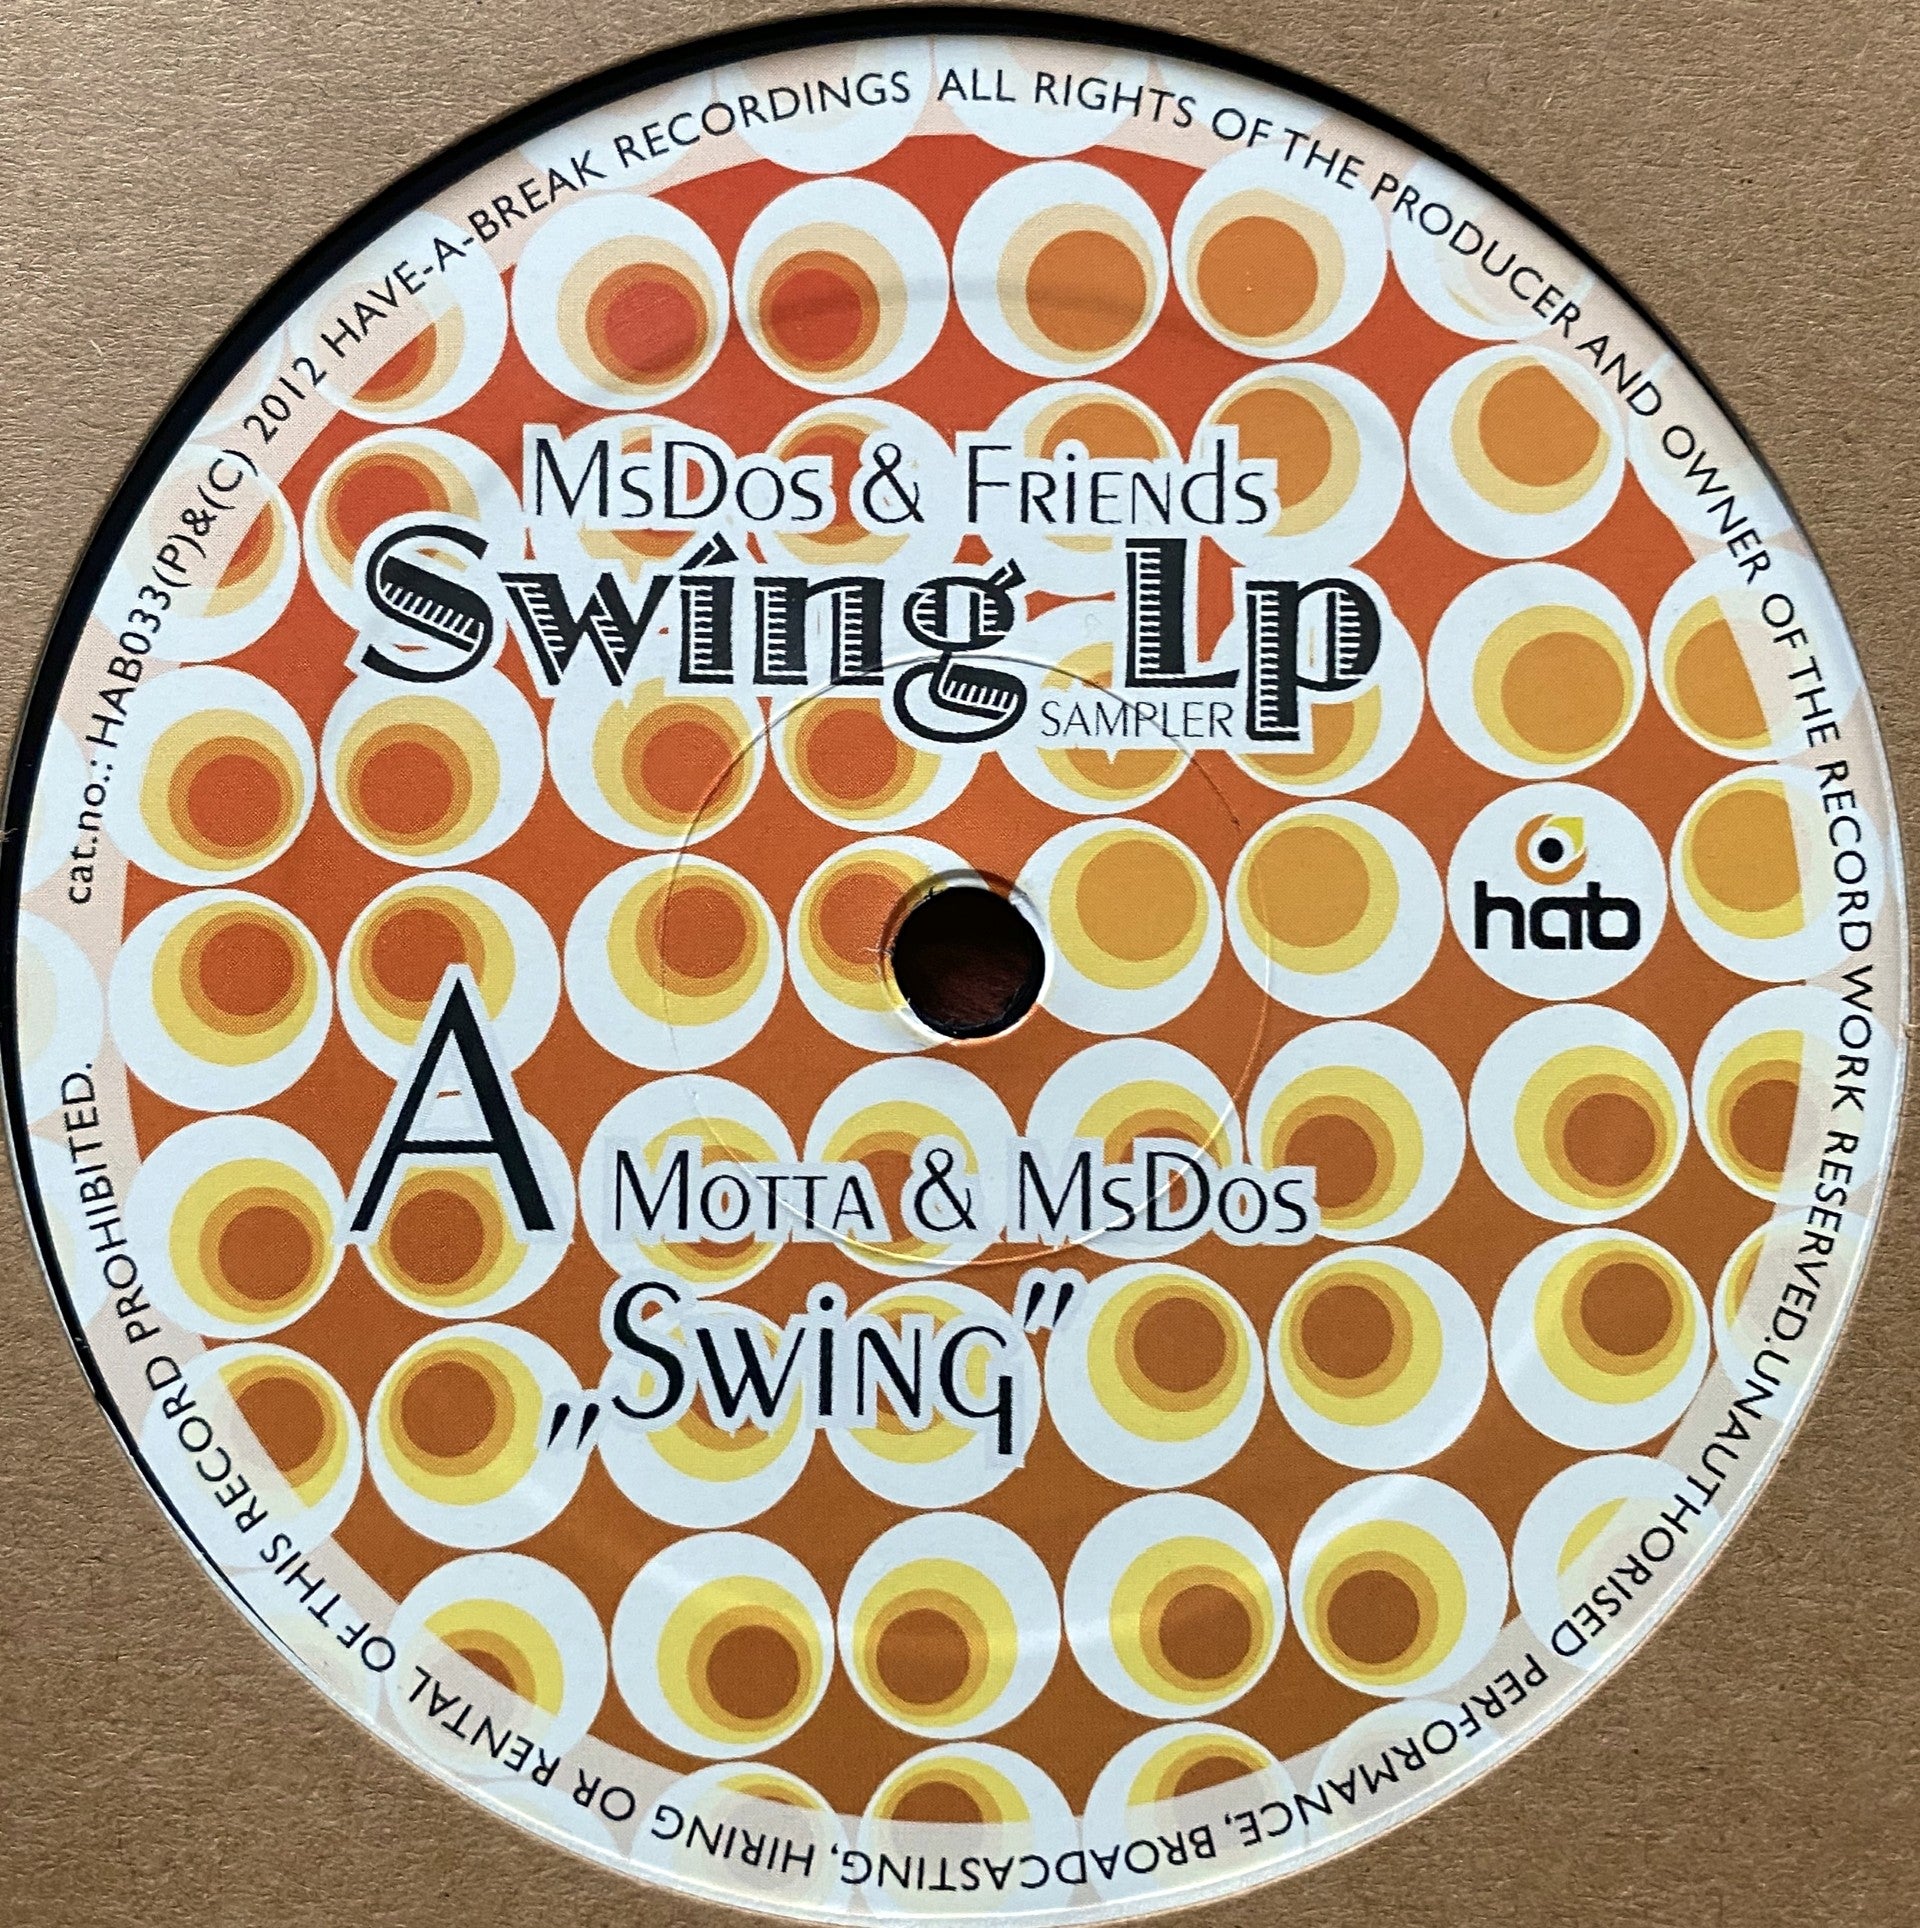 MsDos & Friends
Swing Lp
SAMPLER
hab
A Motta & MsDos
„Swing”
cat.no.: HAB033(P)&(C) 2012 HAVE-A-BREAK RECORDINGS ALL RIGHTS OF THE PRODUCER AND OWNER OF THE RECORD WORK RESERVED.UNAUTHORISED PERFORMANCE, BROADCASTING, HIRING OR RENTAL OF THIS RECORD PROHIBITED.